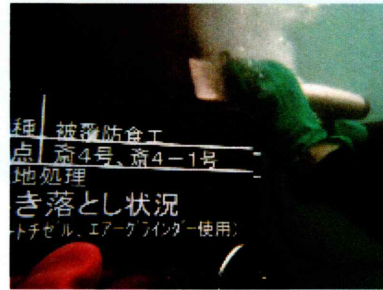 種 被覆防食工
点 斎4号、斎4-1号
地処理
き落とし状況
ートチゼル、エアーグラインダー使用)